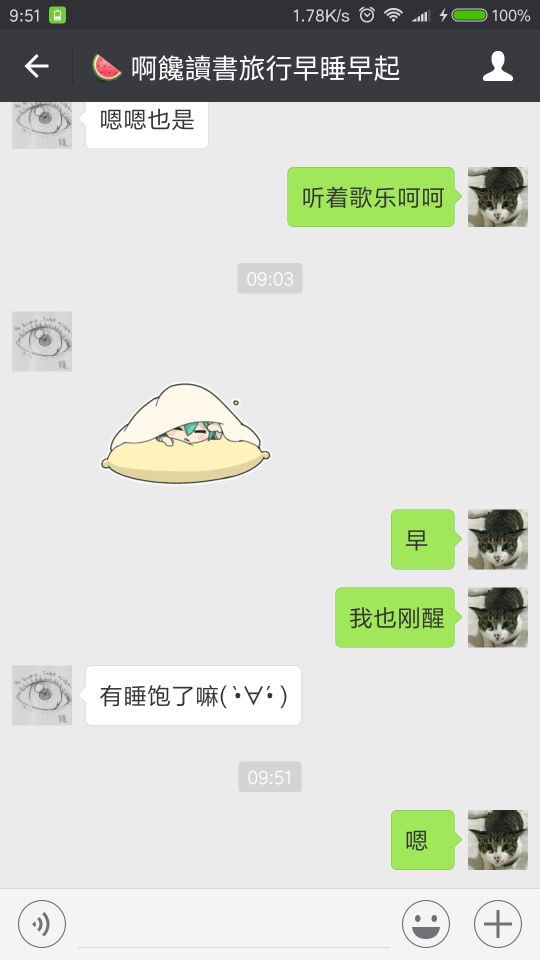 9:51
1.78K/s
100%
🍉 啊饞讀書旅行早睡早起
嗯嗯也是
听着歌乐呵呵
09:03
早
我也刚醒
有睡饱了嘛(•̀∀•́ )
09:51
嗯